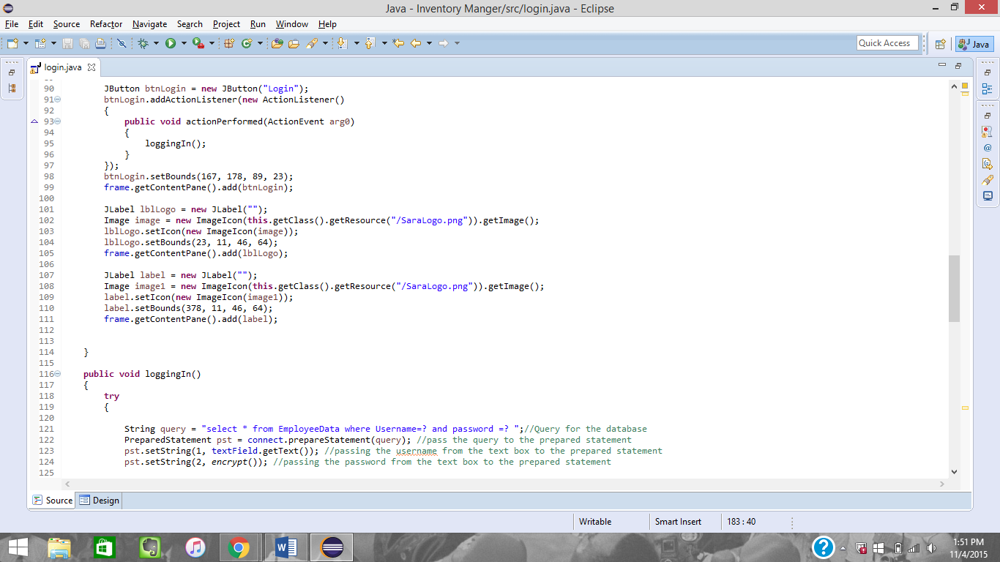 Java - Inventory Manger/src/login.java - Eclipse
File Edit Source Refactor Navigate Search Project Run Window Help
Quick Access
Java
login.java
90 JButton btnLogin = new JButton("Login");
91 btnLogin.addActionListener(new ActionListener()
92 {
93 public void actionPerformed(ActionEvent arg0)
94 {
95 loggingIn();
96 }
97 });
98 btnLogin.setBounds(167, 178, 89, 23);
99 frame.getContentPane().add(btnLogin);
100
101 JLabel lblLogo = new JLabel("");
102 Image image = new ImageIcon(this.getClass().getResource("/SaraLogo.png")).getImage();
103 lblLogo.setIcon(new ImageIcon(image));
104 lblLogo.setBounds(23, 11, 46, 64);
105 frame.getContentPane().add(lblLogo);
106
107 JLabel label = new JLabel("");
108 Image image1 = new ImageIcon(this.getClass().getResource("/SaraLogo.png")).getImage();
109 label.setIcon(new ImageIcon(image1));
110 label.setBounds(378, 11, 46, 64);
111 frame.getContentPane().add(label);
112
113
114 }
115
116 public void loggingIn()
117 {
118 try
119 {
120
121 String query = "select * from EmployeeData where Username=? and password =? ";//Query for the database
122 PreparedStatement pst = connect.prepareStatement(query); //pass the query to the prepared statement
123 pst.setString(1, textField.getText()); //passing the username from the text box to the prepared statement
124 pst.setString(2, encrypt()); //passing the password from the text box to the prepared statement
125
Source Design
Writable Smart Insert 183 : 40
1:51 PM
11/4/2015